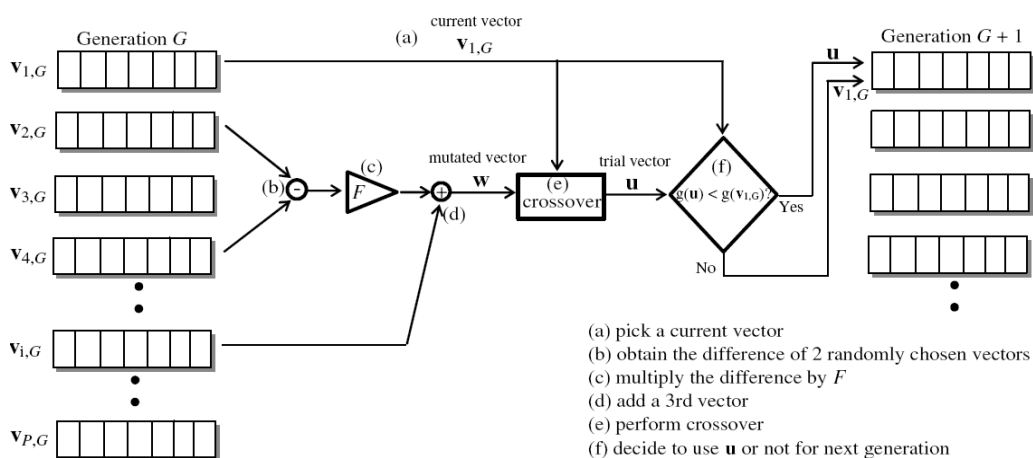 Generation G
v1,G
v2,G
v3,G
v4,G
vi,G
vP,G
(a)
current vector
v1,G
(b)
-
(c)
F
+
(d)
mutated vector
w
(e)
crossover
trial vector
u
(f)
g(u) < g(v1,G)?
Yes
No
Generation G + 1
u
v1,G
(a) pick a current vector
(b) obtain the difference of 2 randomly chosen vectors
(c) multiply the difference by F
(d) add a 3rd vector
(e) perform crossover
(f) decide to use u or not for next generation